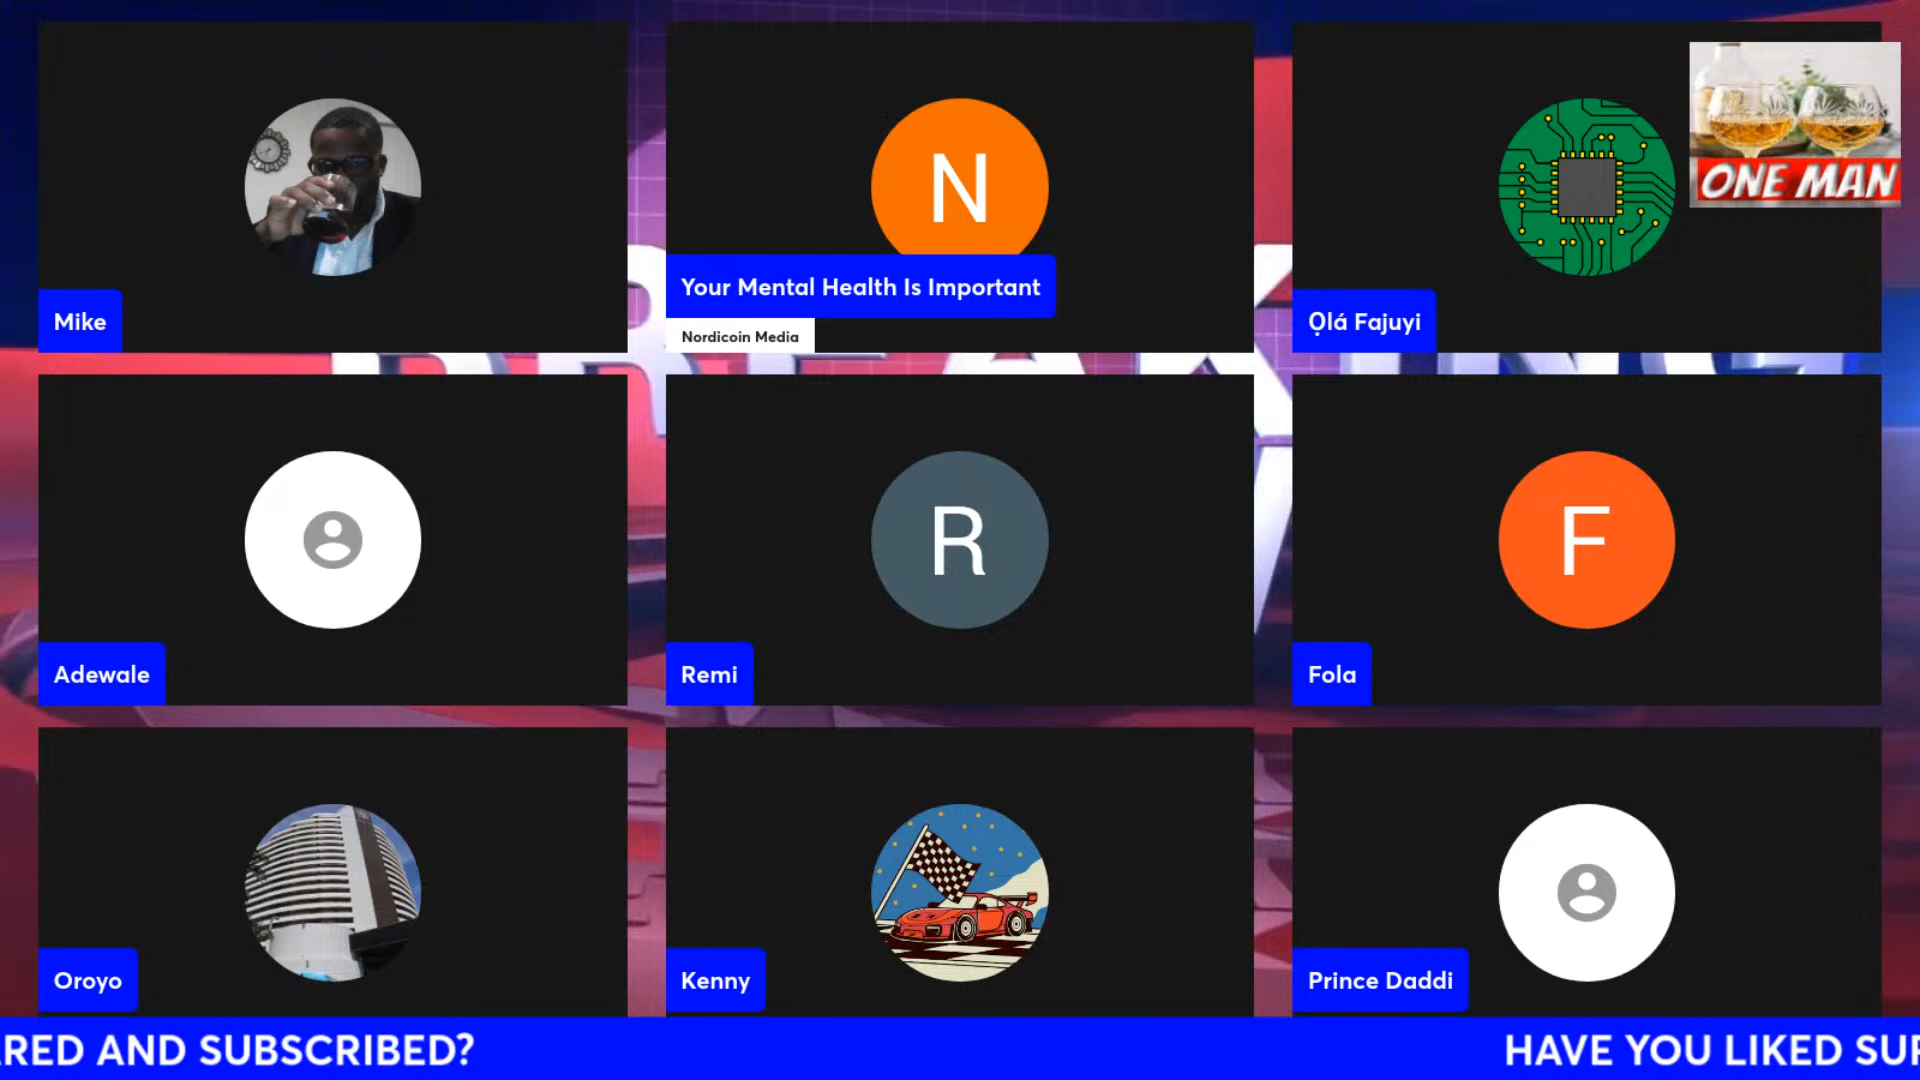 ONE MAN
N
Mike
Your Mental Health Is Important
Nordicoin Media
Ọlá Fajuyi
R
F
Adewale
Remi
Fola
Oroyo
Kenny
Prince Daddi
RED AND SUBSCRIBED?
HAVE YOU LIKED